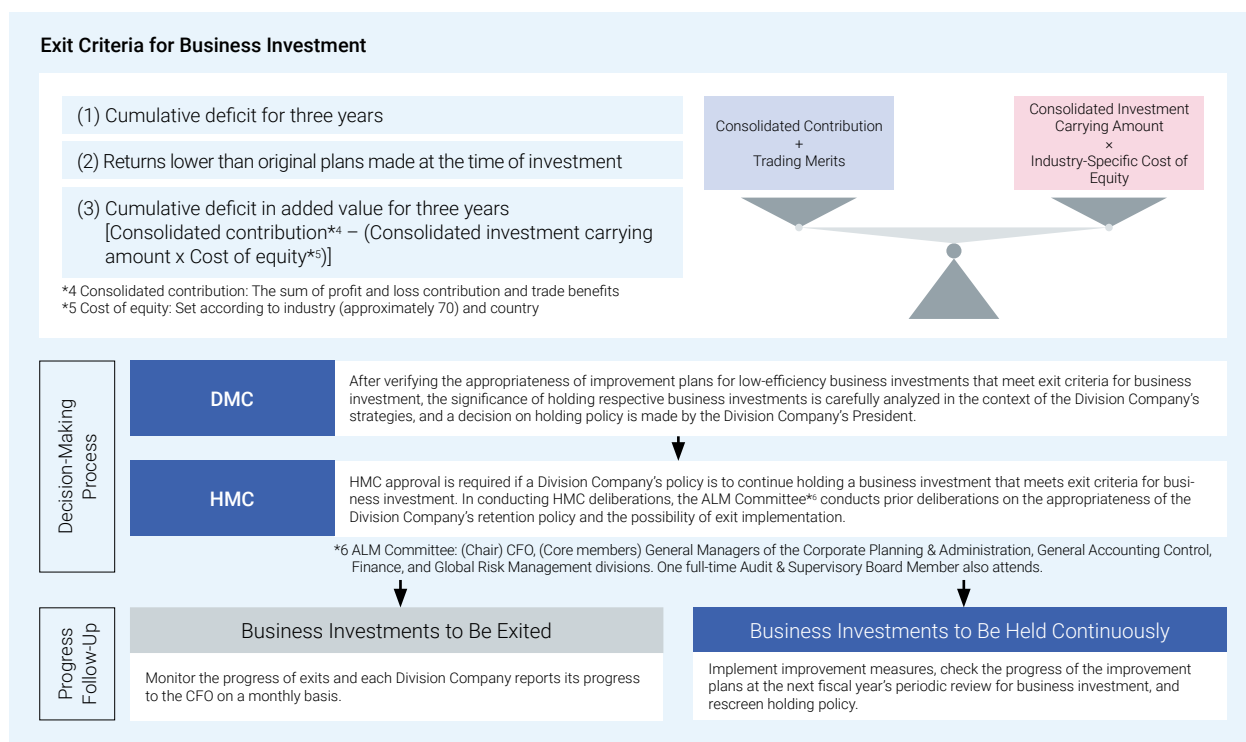 Exit Criteria for Business Investment
(1) Cumulative deficit for three years
(2) Returns lower than original plans made at the time of investment
(3) Cumulative deficit in added value for three years
[Consolidated contribution*4 – (Consolidated investment carrying
amount x Cost of equity*5)]
*4 Consolidated contribution: The sum of profit and loss contribution and trade benefits
*5 Cost of equity: Set according to industry (approximately 70) and country
Consolidated Contribution
+
Trading Merits
Consolidated Investment
Carrying Amount
×
Industry-Specific Cost of
Equity
Decision-Making
Process
DMC
After verifying the appropriateness of improvement plans for low-efficiency business investments that meet exit criteria for business
investment, the significance of holding respective business investments is carefully analyzed in the context of the Division Company's
strategies, and a decision on holding policy is made by the Division Company's President.
HMC
HMC approval is required if a Division Company's policy is to continue holding a business investment that meets exit criteria for busi-
ness investment. In conducting HMC deliberations, the ALM Committee*6 conducts prior deliberations on the appropriateness of the
Division Company's retention policy and the possibility of exit implementation.
*6 ALM Committee: (Chair) CFO, (Core members) General Managers of the Corporate Planning & Administration, General Accounting Control,
Finance, and Global Risk Management divisions. One full-time Audit & Supervisory Board Member also attends.
Progress
Follow-Up
Business Investments to Be Exited
Monitor the progress of exits and each Division Company reports its progress
to the CFO on a monthly basis.
Business Investments to Be Held Continuously
Implement improvement measures, check the progress of the improvement
plans at the next fiscal year's periodic review for business investment, and
rescreen holding policy.